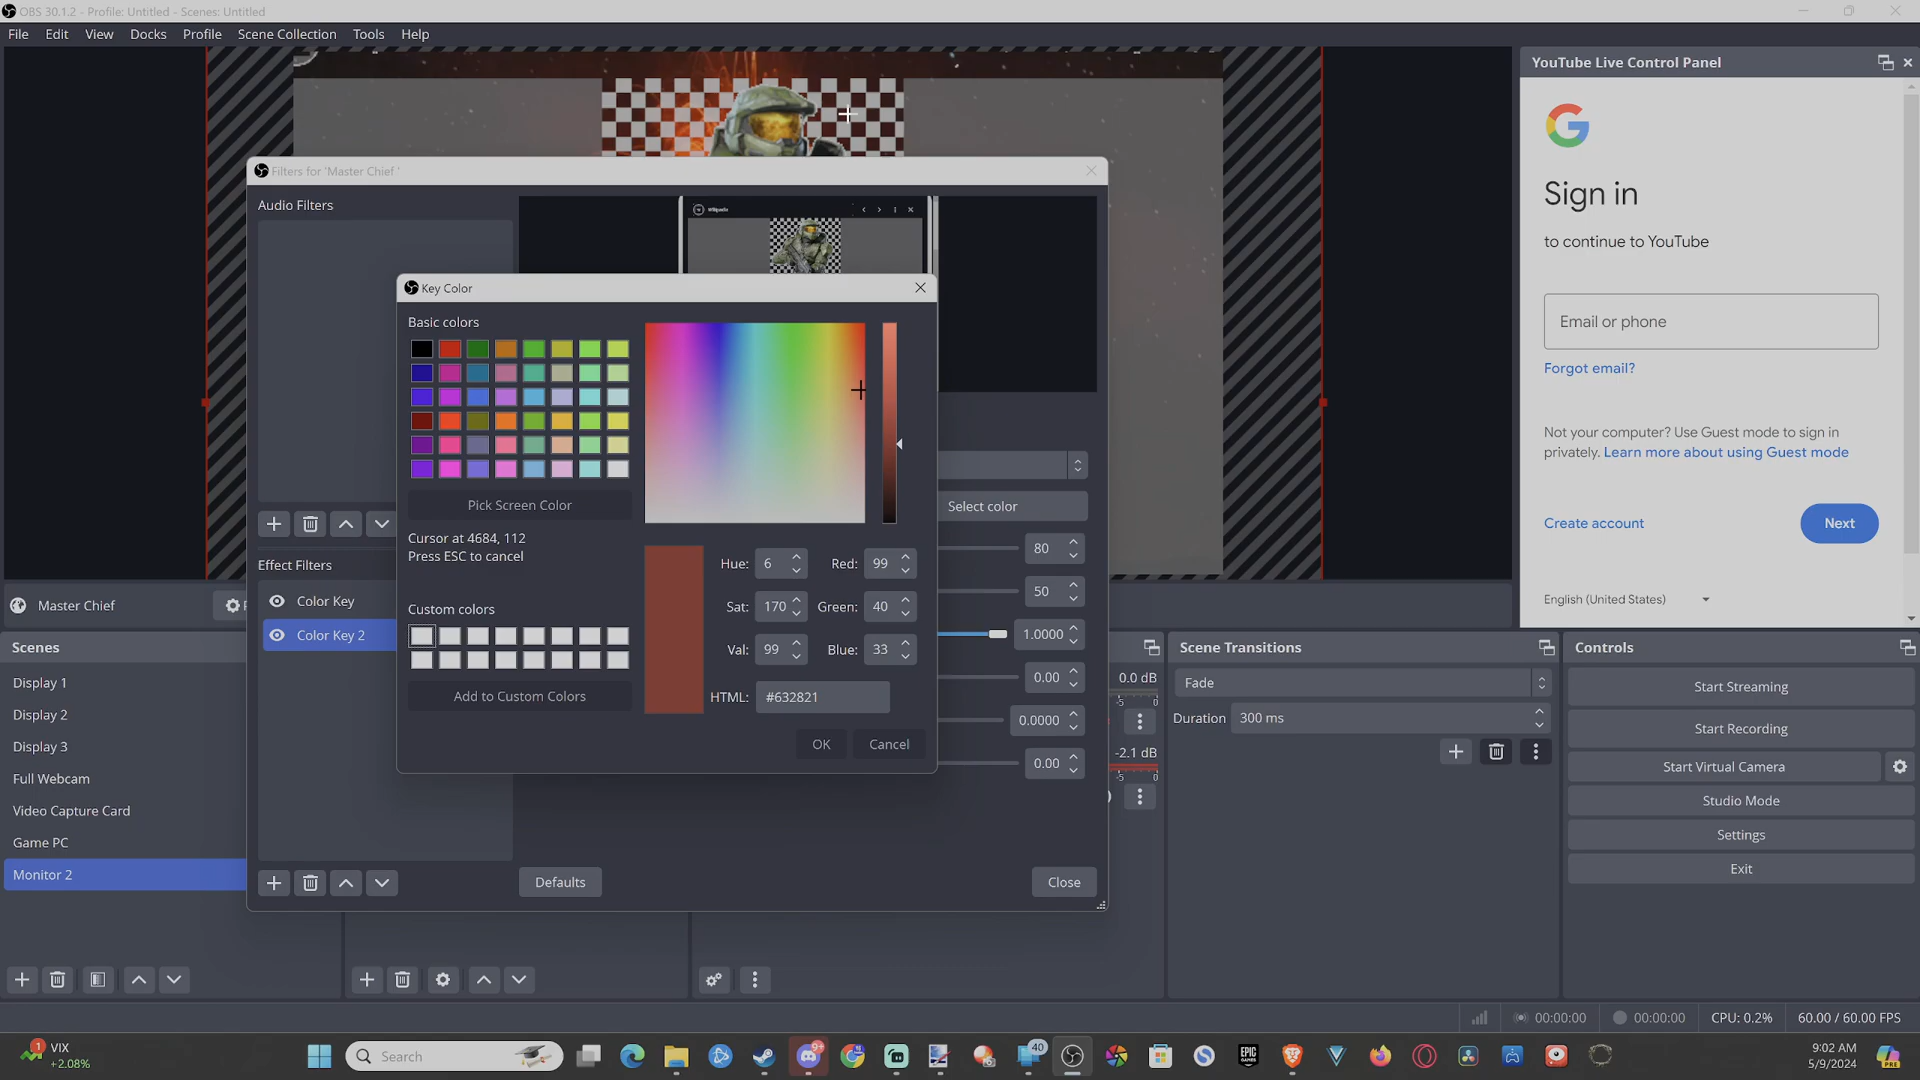 OBS 30.1.2 - Profile: Untitled - Scenes: Untitled
File Edit View Docks Profile Scene Collection Tools Help
YouTube Live Control Panel
Filters for 'Master Chief '
Audio Filters
Key Color
Basic colors
Pick Screen Color
Cursor at 4684, 112
Press ESC to cancel
Custom colors
Add to Custom Colors
Hue: 6 Red: 99
Sat: 170 Green: 40
Val: 99 Blue: 33
HTML: #632821
OK Cancel
Select color
80
50
1.0000
0.00
0.0000
0.00
Effect Filters
Color Key
Color Key 2
Defaults
Close
Sign in
to continue to YouTube
Email or phone
Forgot email?
Not your computer? Use Guest mode to sign in
privately. Learn more about using Guest mode
Create account
Next
English (United States)
Master Chief
Scenes
Display 1
Display 2
Display 3
Full Webcam
Video Capture Card
Game PC
Monitor 2
0.0 dB
-5 0
-2.1 dB
-5 0
Scene Transitions
Fade
Duration 300 ms
Controls
Start Streaming
Start Recording
Start Virtual Camera
Studio Mode
Settings
Exit
00:00:00 00:00:00 CPU: 0.2% 60.00 / 60.00 FPS
1
VIX
+2.08%
Search
9+
40
EPIC
PRE
9:02 AM
5/9/2024